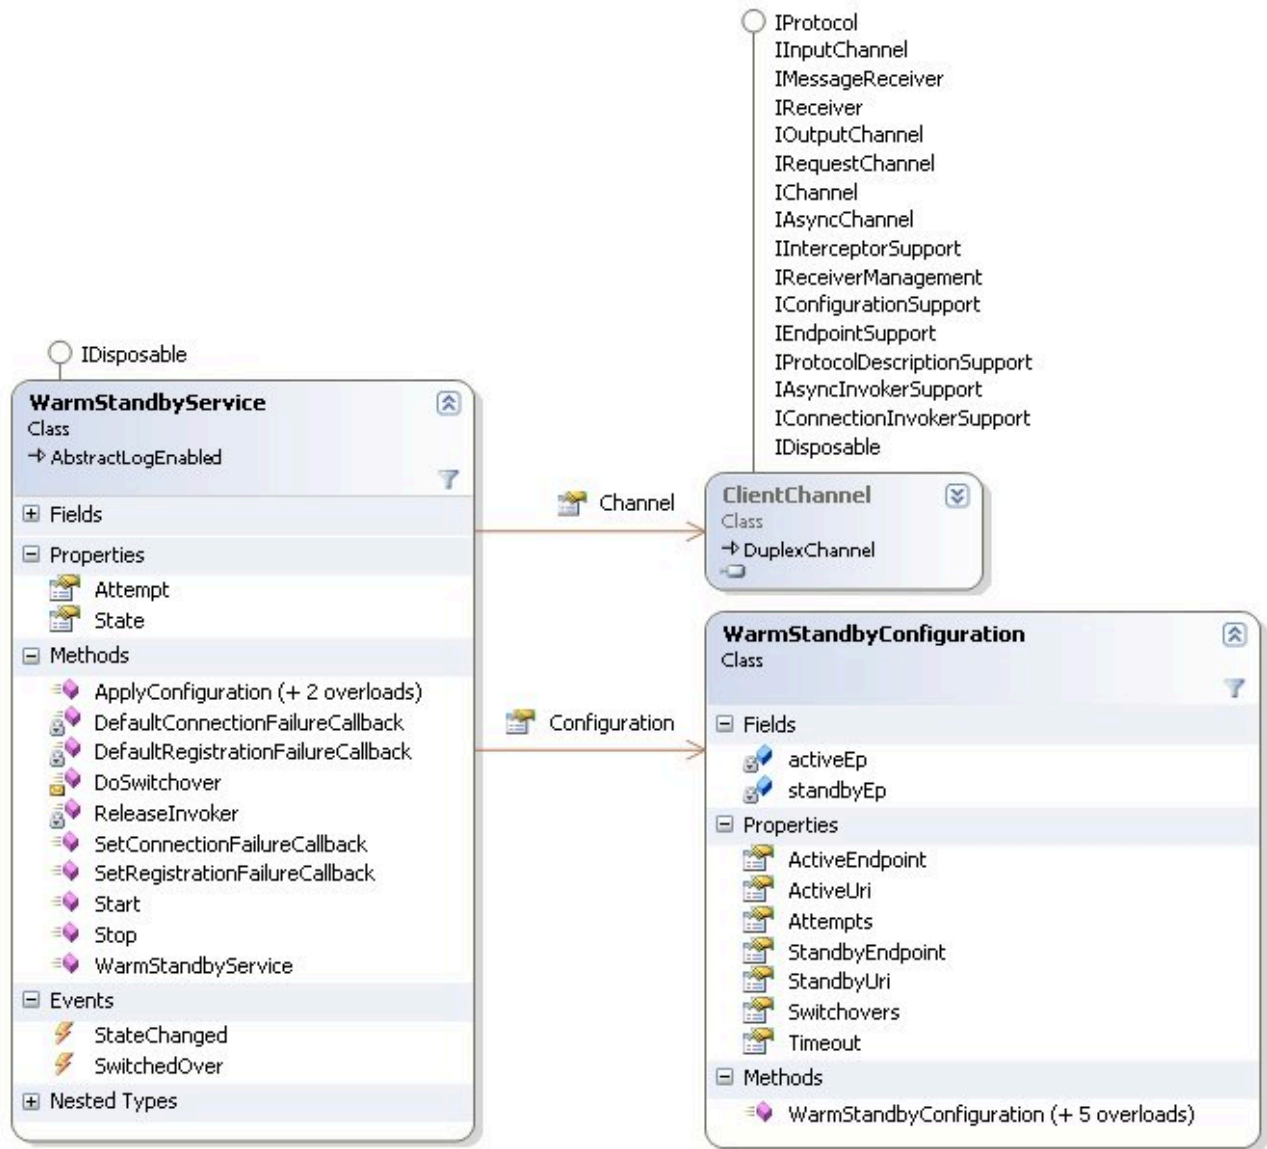 IProtocol
IInputChannel
IMessageReceiver
IReceiver
IOutputChannel
IRequestChannel
IChannel
IAsyncChannel
IInterceptorSupport
IReceiverManagement
IConfigurationSupport
IEndpointSupport
IProtocolDescriptionSupport
IAsyncInvokerSupport
IConnectionInvokerSupport
IDisposable
IDisposable
WarmStandbyService
Class
AbstractLogEnabled
Fields
Properties
Attempt
State
Methods
ApplyConfiguration (+ 2 overloads)
DefaultConnectionFailureCallback
DefaultRegistrationFailureCallback
DoSwitchover
ReleaseInvoker
SetConnectionFailureCallback
SetRegistrationFailureCallback
Start
Stop
WarmStandbyService
Events
StateChanged
SwitchedOver
Nested Types
Channel
ClientChannel
Class
DuplexChannel
Configuration
WarmStandbyConfiguration
Class
Fields
activeEp
standbyEp
Properties
ActiveEndpoint
ActiveUri
Attempts
StandbyEndpoint
StandbyUri
Switchovers
Timeout
Methods
WarmStandbyConfiguration (+ 5 overloads)